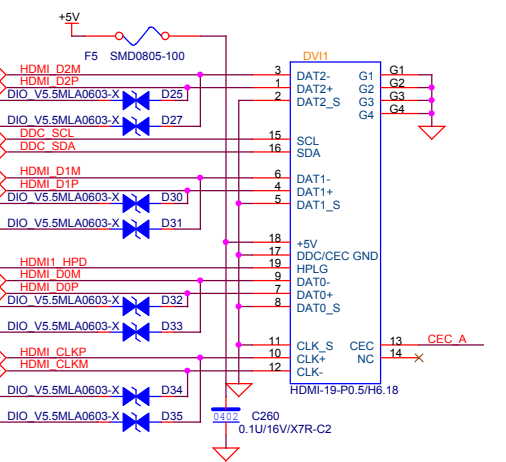 +5V
F5 SMD0805-100
DVI1
HDMI_D2M 3 DAT2- G1 G1
HDMI_D2P 1 DAT2+ G2 G2
DIO_V5.5MLA0603-X D25 2 DAT2_S G3 G3
G4 G4
DIO_V5.5MLA0603-X D27
DDC_SCL 15 SCL
DDC_SDA 16 SDA
HDMI_D1M 6 DAT1-
HDMI_D1P 4 DAT1+
DIO_V5.5MLA0603-X D30 5 DAT1_S
DIO_V5.5MLA0603-X D31
18 +5V
17 DDC/CEC GND
HDMI1_HPD 19 HPLG
HDMI_D0M 9 DAT0-
HDMI_D0P 7 DAT0+
DIO_V5.5MLA0603-X D32 8 DAT0_S
DIO_V5.5MLA0603-X D33
11 CLK_S CEC 13 CEC_A
HDMI_CLKP 10 CLK+ NC 14
HDMI_CLKM 12 CLK-
DIO_V5.5MLA0603-X D34 HDMI-19-P0.5/H6.18
DIO_V5.5MLA0603-X D35 0402 C260
0.1U/16V/X7R-C2